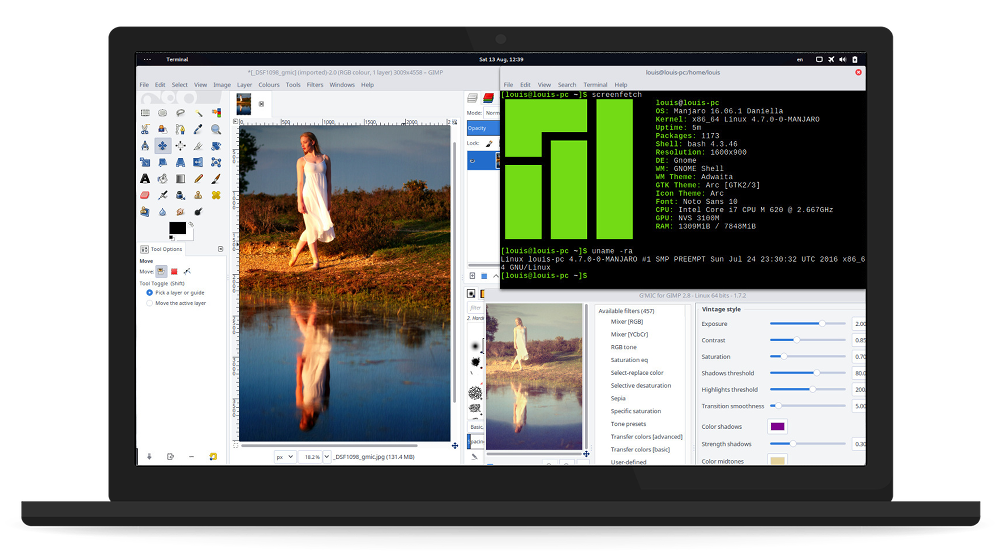 Terminal
Sat 13 Aug, 12:39
en
*[_DSF1098_gmic] (imported)-2.0 (RGB colour, 1 layer) 3009x4558 – GIMP
File Edit Select View Image Layer Colours Tools Filters Windows Help
Tool Options
Move
Move:
Tool Toggle (Shift)
Pick a layer or guide
Move the active layer
0 500 1000 1500 2000 2500
px
18.2%
_DSF1098_gmic.jpg (131.4 MB)
Mode: Norm
Opacity
Lock:
filter
Basic
louis@louis-pc:/home/louis
File Edit View Search Terminal Help
[louis@louis-pc ~]$ screenfetch
louis@louis-pc
OS: Manjaro 16.06.1 Daniella
Kernel: x86_64 Linux 4.7.0-0-MANJARO
Uptime: 5m
Packages: 1173
Shell: bash 4.3.46
Resolution: 1600x900
DE: Gnome
WM: GNOME Shell
WM Theme: Adwaita
GTK Theme: Arc [GTK2/3]
Icon Theme: Arc
Font: Noto Sans 10
CPU: Intel Core i7 CPU M 620 @ 2.667GHz
GPU: NVS 3100M
RAM: 1309MiB / 7848MiB
[louis@louis-pc ~]$ uname -ra
Linux louis-pc 4.7.0-0-MANJARO #1 SMP PREEMPT Sun Jul 24 23:30:32 UTC 2016 x86_6
4 GNU/Linux
[louis@louis-pc ~]$
G'MIC for GIMP 2.8 - Linux 64 bits - 1.7.2
Available filters (457)
Mixer [RGB]
Mixer [YCbCr]
RGB tone
Saturation eq
Select-replace color
Selective desaturation
Sepia
Specific saturation
Tone presets
Transfer colors [advanced]
Transfer colors [basic]
User-defined
Vintage style
Exposure 2.00
Contrast 0.85
Saturation 0.70
Shadows threshold 80.0
Highlights threshold 200.
Transition smoothness 5.00
Color shadows
Strength shadows 0.30
Color midtones